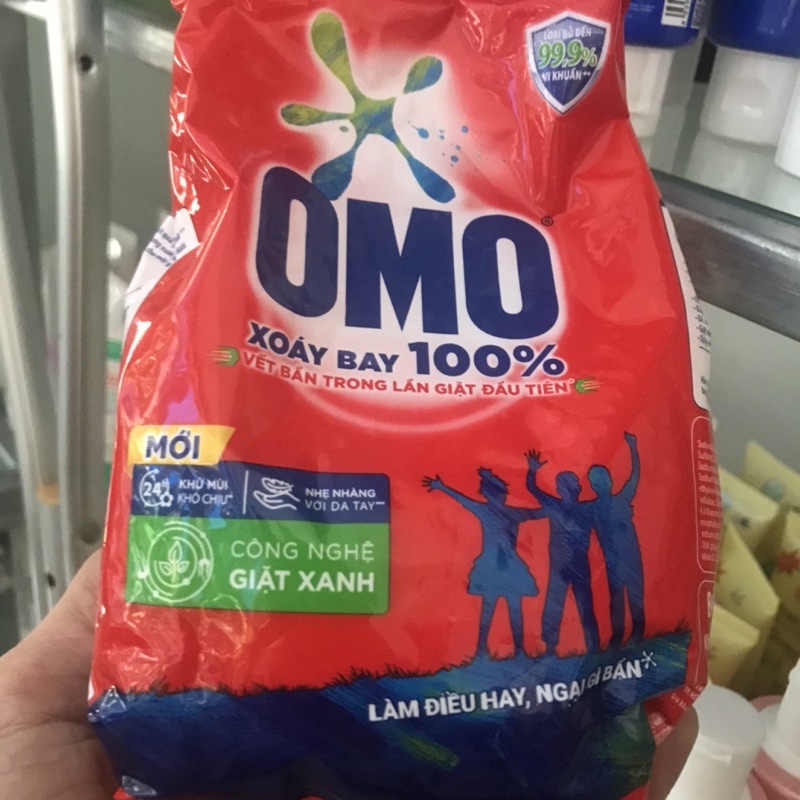 LOẠI BỎ ĐẾN
99,9%
VI KHUẨN**
OMO®
XOÁY BAY 100%
VẾT BẨN TRONG LẦN GIẶT ĐẦU TIÊN*
MỚI
24h KHỬ MÙI
KHÓ CHỊU**
NHẸ NHÀNG
VỚI DA TAY***
CÔNG NGHỆ
GIẶT XANH
LÀM ĐIỀU HAY, NGẠI GÌ BẨN